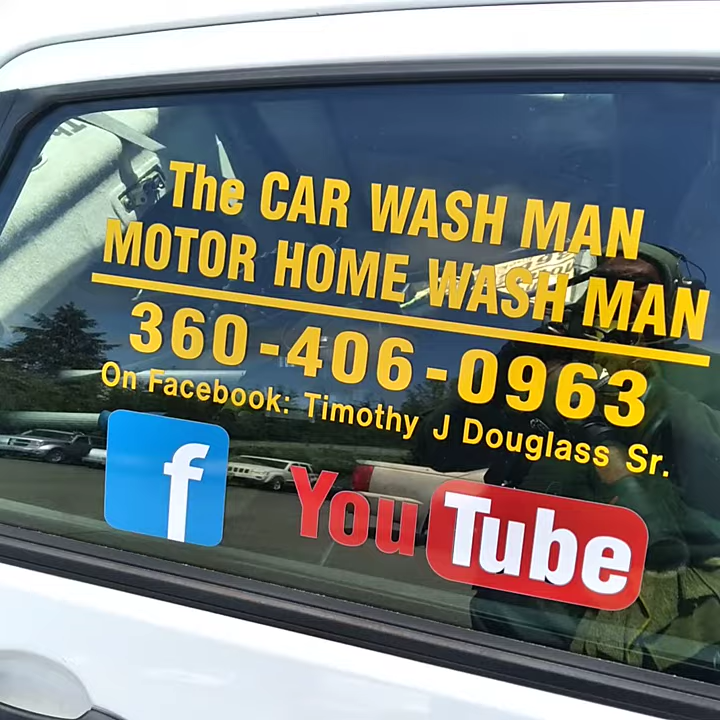 The CAR WASH MAN
MOTOR HOME WASH MAN
360-406-0963
On Facebook: Timothy J Douglass Sr.
f
YouTube